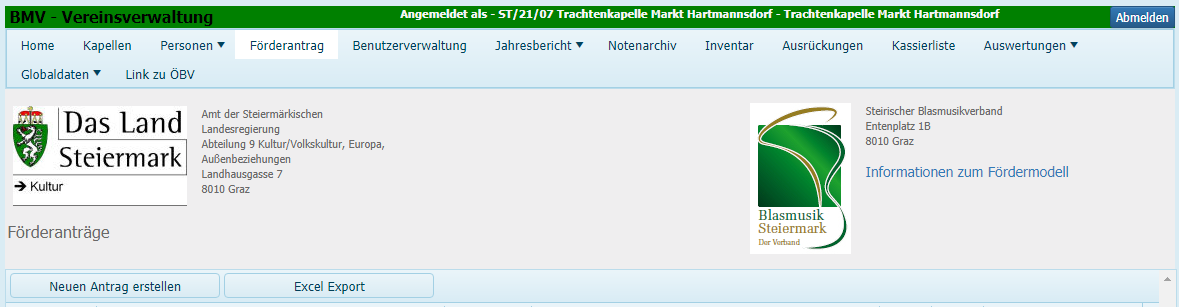 BMV - Vereinsverwaltung
Angemeldet als - ST/21/07 Trachtenkapelle Markt Hartmannsdorf - Trachtenkapelle Markt Hartmannsdorf
Abmelden
Home Kapellen Personen Förderantrag Benutzerverwaltung Jahresbericht Notenarchiv Inventar Ausrückungen Kassierliste Auswertungen
Globaldaten Link zu ÖBV
Das Land
Steiermark
→ Kultur
Amt der Steiermärkischen
Landesregierung
Abteilung 9 Kultur/Volkskultur, Europa,
Außenbeziehungen
Landhausgasse 7
8010 Graz
Blasmusik
Steiermark
Der Verband
Steirischer Blasmusikverband
Entenplatz 1B
8010 Graz
Informationen zum Fördermodell
Förderanträge
Neuen Antrag erstellen Excel Export